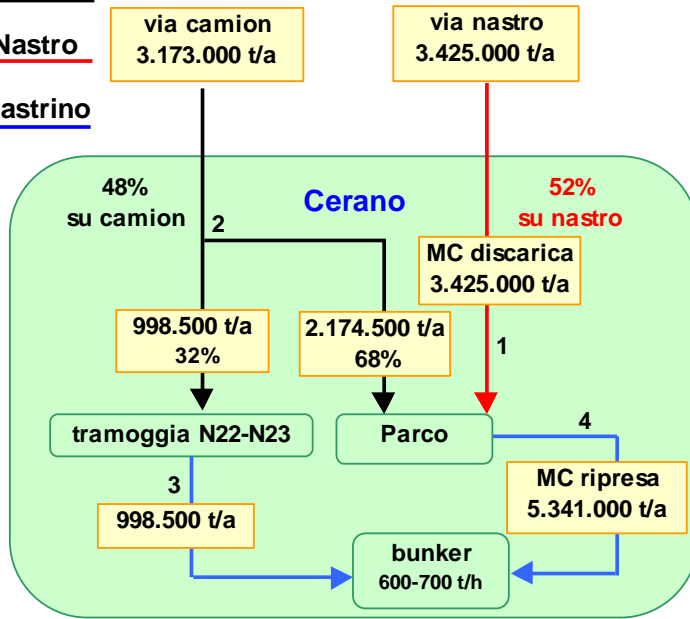 Nastro
via camion
3.173.000 t/a
via nastro
3.425.000 t/a
48%
su camion
Cerano
52%
su nastro
2
MC discarica
3.425.000 t/a
998.500 t/a
32%
2.174.500 t/a
68%
1
tramoggia N22-N23
Parco
4
3
998.500 t/a
MC ripresa
5.341.000 t/a
bunker
600-700 t/h